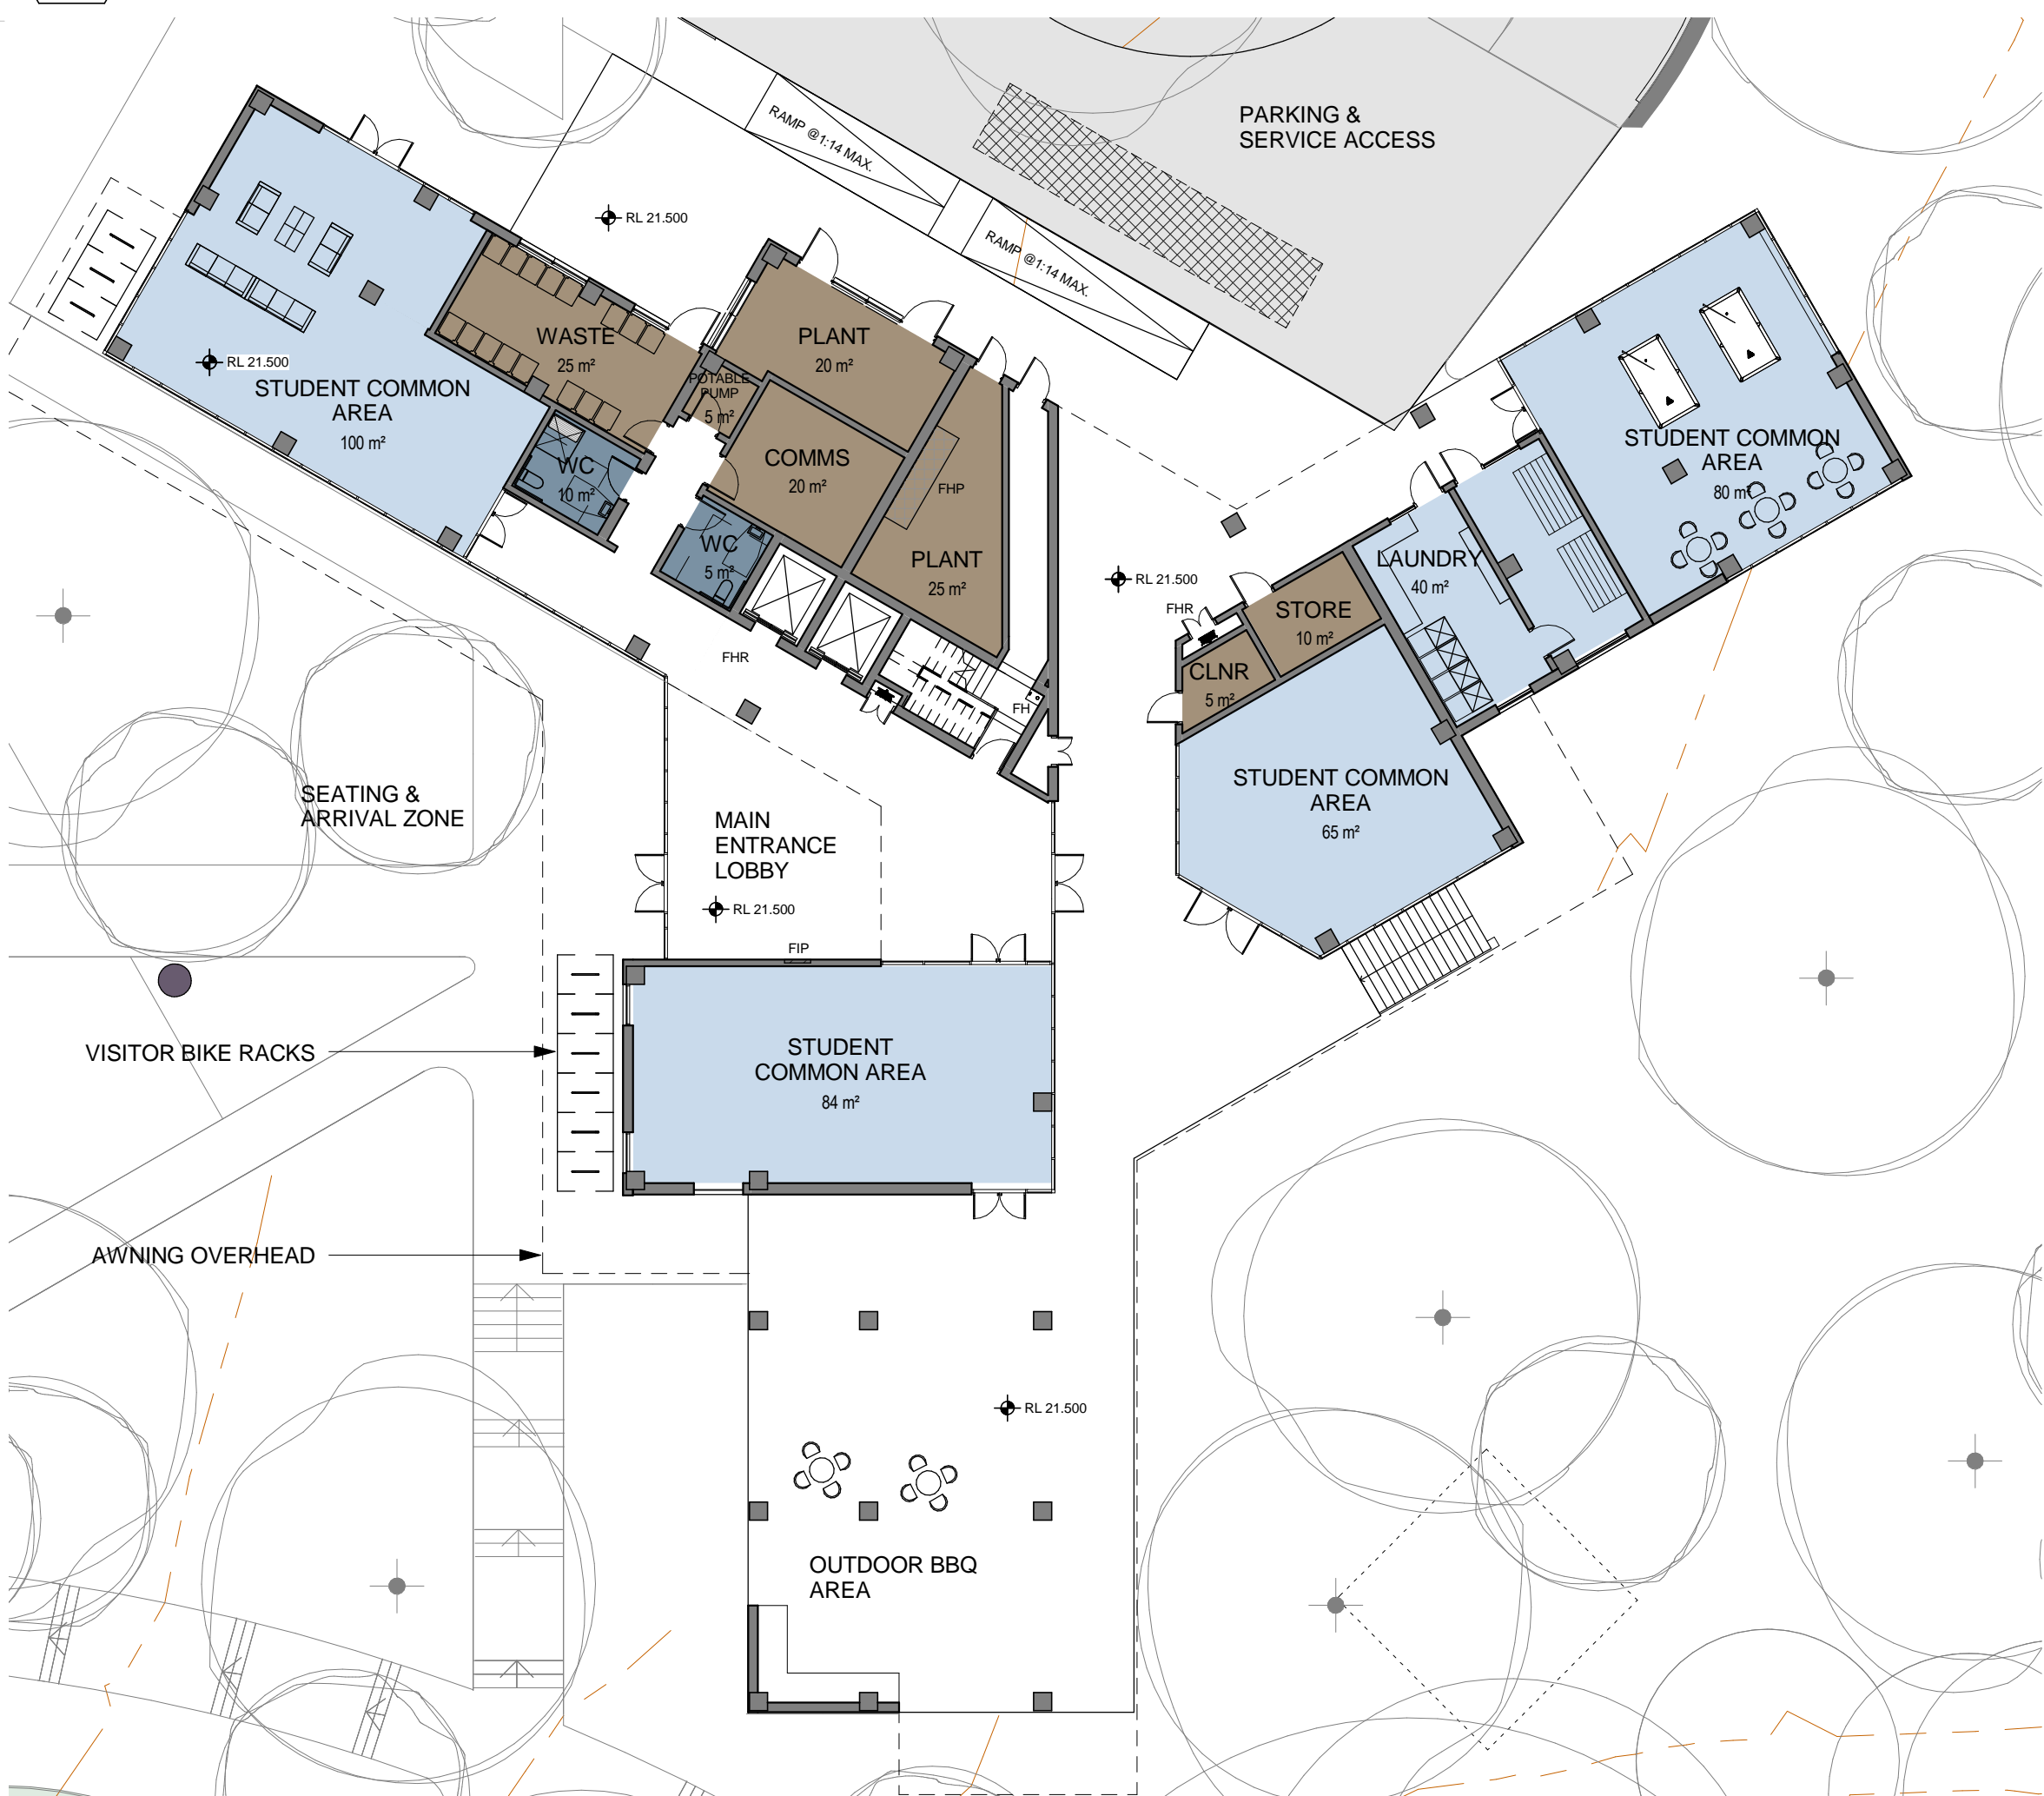 PARKING &
SERVICE ACCESS
RAMP @1:14 MAX.
RL 21.500
RAMP @1:14 MAX.
WASTE
25 m²
PLANT
20 m²
RL 21.500
STUDENT COMMON
AREA
100 m²
POTABLE
PUMP
5 m²
COMMS
20 m²
WC
10 m²
FHP
STUDENT COMMON
AREA
80 m²
WC
5 m²
PLANT
25 m²
RL 21.500
LAUNDRY
40 m²
FHR
STORE
10 m²
FHR
CLNR
5 m²
FH
STUDENT COMMON
AREA
65 m²
SEATING &
ARRIVAL ZONE
MAIN
ENTRANCE
LOBBY
RL 21.500
FIP
VISITOR BIKE RACKS
STUDENT
COMMON AREA
84 m²
AWNING OVERHEAD
RL 21.500
OUTDOOR BBQ
AREA